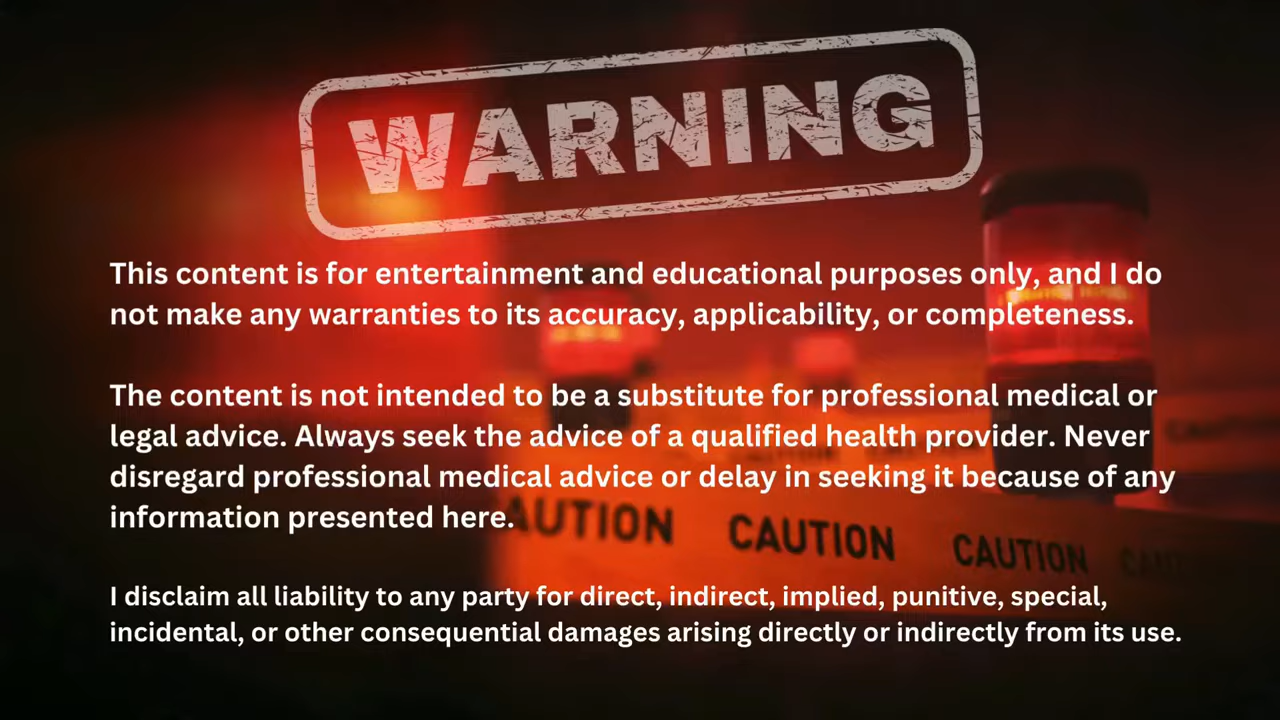 WARNING
This content is for entertainment and educational purposes only, and I do
not make any warranties to its accuracy, applicability, or completeness.
The content is not intended to be a substitute for professional medical or
legal advice. Always seek the advice of a qualified health provider. Never
disregard professional medical advice or delay in seeking it because of any
information presented here.
AUTION CAUTION CAUTION
I disclaim all liability to any party for direct, indirect, implied, punitive, special,
incidental, or other consequential damages arising directly or indirectly from its use.